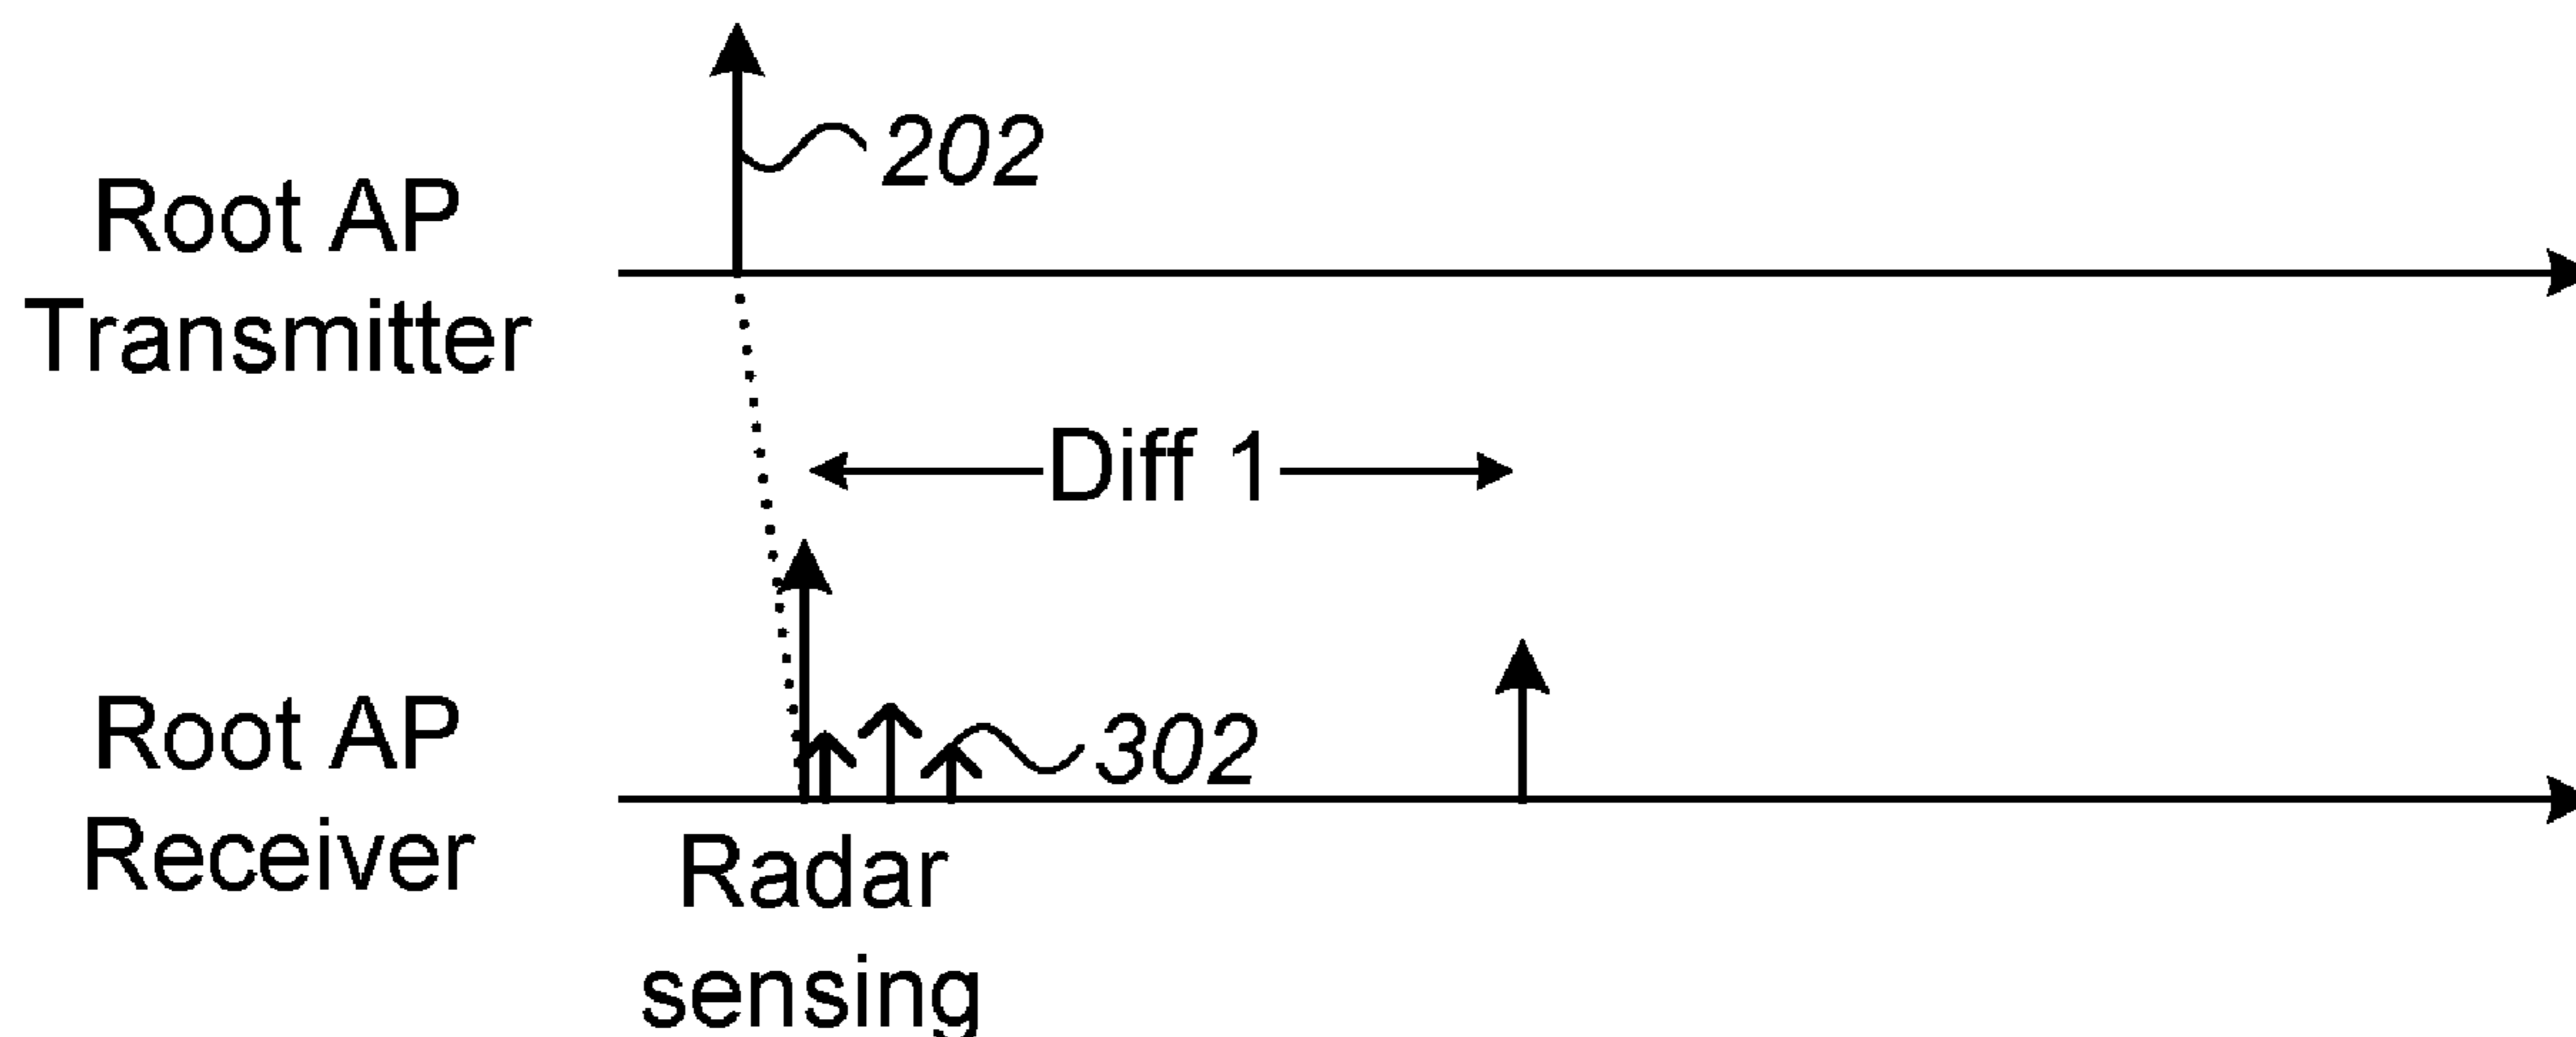 202
Root AP
Transmitter
Diff 1
Root AP
302
Receiver
Radar
sensing